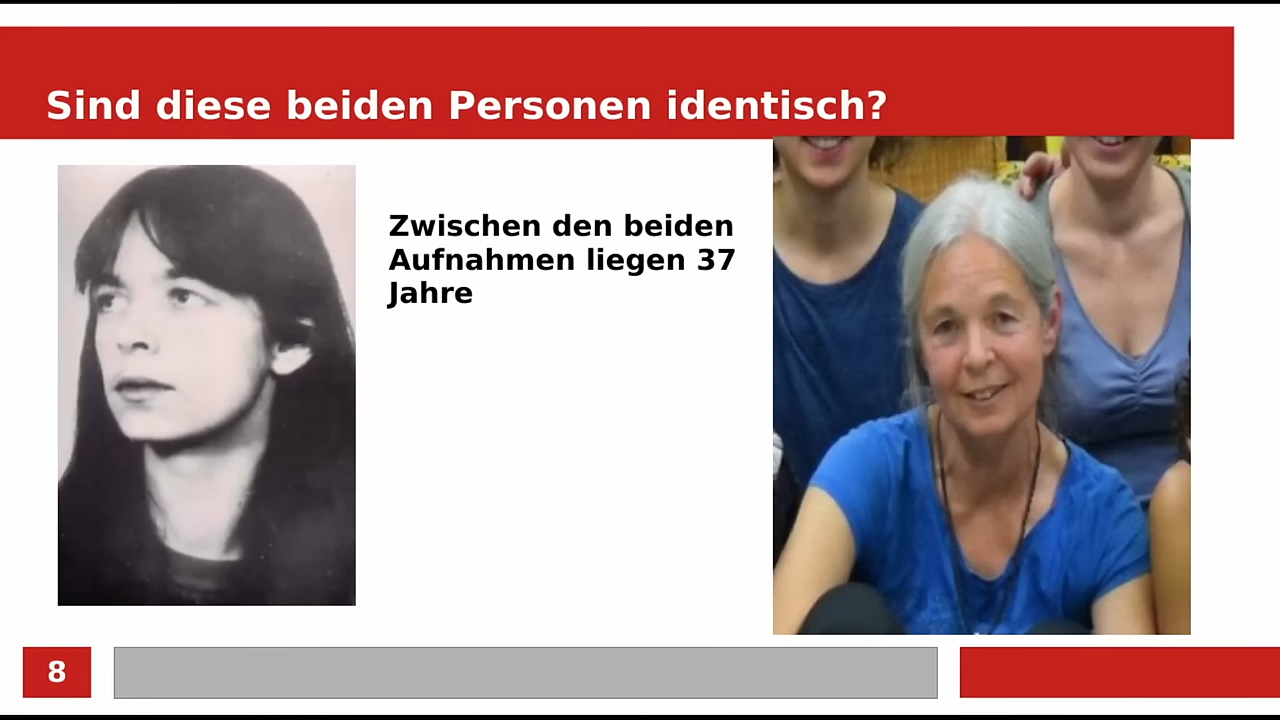 Sind diese beiden Personen identisch?
Zwischen den beiden
Aufnahmen liegen 37
Jahre
8